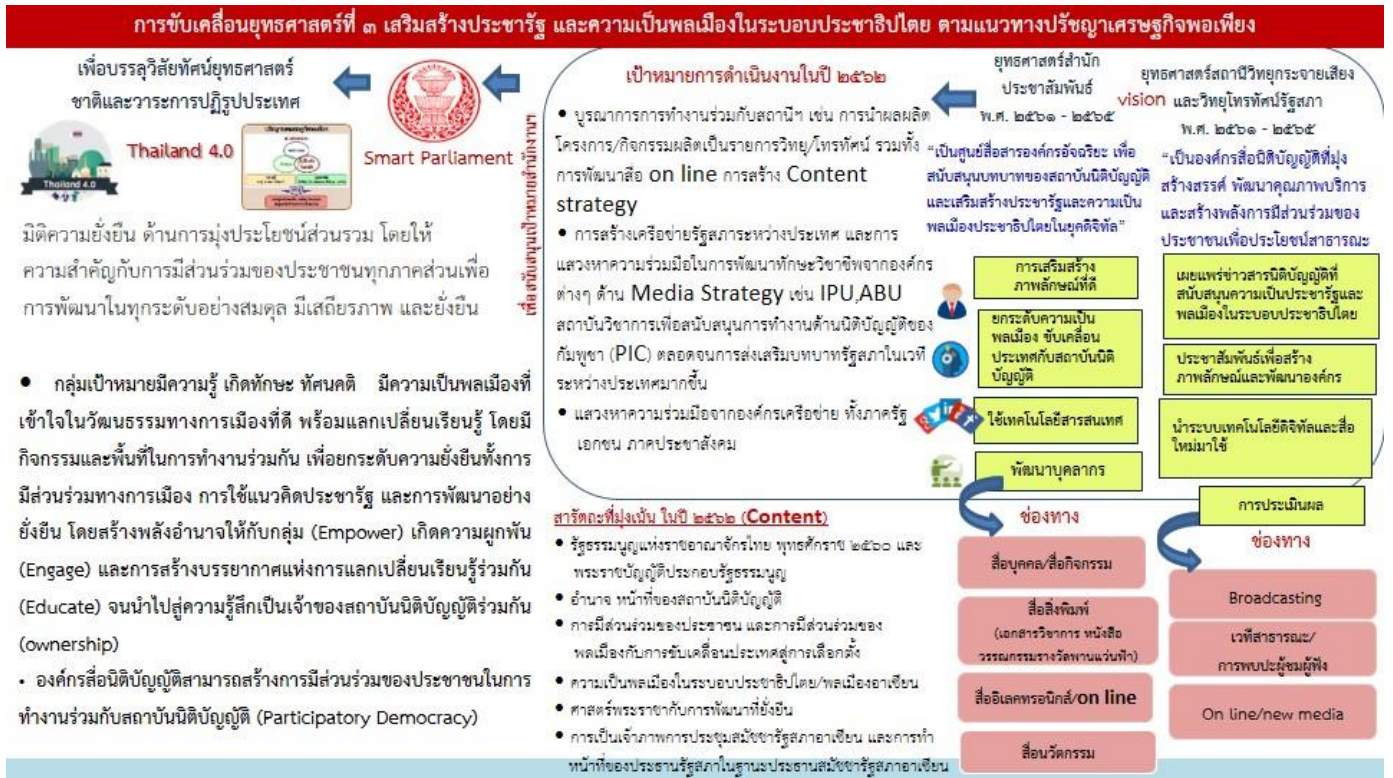 การขับเคลื่อนยุทธศาสตร์ที่ ๓ เสริมสร้างประชารัฐ และความเป็นพลเมืองในระบอบประชาธิปไตย ตามแนวทางปรัชญาเศรษฐกิจพอเพียง
เพื่อบรรลุวิสัยทัศน์ยุทธศาสตร์
ชาติและวาระการปฏิรูปประเทศ
Thailand 4.0
Thailand 4.0
Smart Parliament
มิติความยั่งยืน ด้านการมุ่งประโยชน์ส่วนรวม โดยให้
ความสำคัญกับการมีส่วนร่วมของประชาชนทุกภาคส่วนเพื่อ
การพัฒนาในทุกระดับอย่างสมดุล มีเสถียรภาพ และยั่งยืน
• กลุ่มเป้าหมายมีความรู้ เกิดทักษะ ทัศนคติ มีความเป็นพลเมืองที่
เข้าใจในวัฒนธรรมทางการเมืองที่ดี พร้อมแลกเปลี่ยนเรียนรู้ โดยมี
กิจกรรมและพื้นที่ในการทำงานร่วมกัน เพื่อยกระดับความยั่งยืนทั้งการ
มีส่วนร่วมทางการเมือง การใช้แนวคิดประชารัฐ และการพัฒนาอย่าง
ยั่งยืน โดยสร้างพลังอำนาจให้กับกลุ่ม (Empower) เกิดความผูกพัน
(Engage) และการสร้างบรรยากาศแห่งการแลกเปลี่ยนเรียนรู้ร่วมกัน
(Educate) จนนำไปสู่ความรู้สึกเป็นเจ้าของสถาบันนิติบัญญัติร่วมกัน
(ownership)
• องค์กรสื่อนิติบัญญัติสามารถสร้างการมีส่วนร่วมของประชาชนในการ
ทำงานร่วมกับสถาบันนิติบัญญัติ (Participatory Democracy)
เพื่อสนับสนุนเป้าหมายสำนักงานฯ
เป้าหมายการดำเนินงานในปี ๒๕๖๒
• บูรณาการการทำงานร่วมกับสถานีฯ เช่น การนำผลผลิต
โครงการ/กิจกรรมผลิตเป็นรายการวิทยุ/โทรทัศน์ รวมทั้ง
การพัฒนาสื่อ on line การสร้าง Content
strategy
• การสร้างเครือข่ายรัฐสภาระหว่างประเทศ และการ
แสวงหาความร่วมมือในการพัฒนาทักษะวิชาชีพจากองค์กร
ต่างๆ ด้าน Media Strategy เช่น IPU,ABU
สถาบันวิชาการเพื่อสนับสนุนการทำงานด้านนิติบัญญัติของ
กัมพูชา (PIC) ตลอดจนการส่งเสริมบทบาทรัฐสภาในเวที
ระหว่างประเทศมากขึ้น
• แสวงหาความร่วมมือจากองค์กรเครือข่าย ทั้งภาครัฐ
เอกชน ภาคประชาสังคม
สารัตถะที่มุ่งเน้น ในปี ๒๕๖๒ (Content)
• รัฐธรรมนูญแห่งราชอาณาจักรไทย พุทธศักราช ๒๕๖๐ และ
พระราชบัญญัติประกอบรัฐธรรมนูญ
• อำนาจ หน้าที่ของสถาบันนิติบัญญัติ
• การมีส่วนร่วมของประชาชน และการมีส่วนร่วมของ
พลเมืองกับการขับเคลื่อนประเทศสู่การเลือกตั้ง
• ความเป็นพลเมืองในระบอบประชาธิปไตย/พลเมืองอาเซียน
• ศาสตร์พระราชากับการพัฒนาที่ยั่งยืน
• การเป็นเจ้าภาพการประชุมสมัชชารัฐสภาอาเซียน และการทำ
หน้าที่ของประธานรัฐสภาในฐานะประธานสมัชชารัฐสภาอาเซียน
ยุทธศาสตร์สำนัก
ประชาสัมพันธ์
พ.ศ. ๒๕๖๑ - ๒๕๖๕
vision
"เป็นศูนย์สื่อสารองค์กรอัจฉริยะ เพื่อ
สนับสนุนบทบาทของสถาบันนิติบัญญัติ
และเสริมสร้างประชารัฐและความเป็น
พลเมืองประชาธิปไตยในยุคดิจิทัล"
การเสริมสร้าง
ภาพลักษณ์ที่ดี
ยกระดับความเป็น
พลเมือง ขับเคลื่อน
ประเทศกับสถาบันนิติ
บัญญัติ
ใช้เทคโนโลยีสารสนเทศ
พัฒนาบุคลากร
ช่องทาง
สื่อบุคคล/สื่อกิจกรรม
สื่อสิ่งพิมพ์
(เอกสารวิชาการ หนังสือ
วรรณกรรมรางวัลพานแว่นฟ้า)
สื่ออิเลคทรอนิกส์/on line
สื่อนวัตกรรม
ยุทธศาสตร์สถานีวิทยุกระจายเสียง
และวิทยุโทรทัศน์รัฐสภา
พ.ศ. ๒๕๖๑ - ๒๕๖๕
"เป็นองค์กรสื่อนิติบัญญัติที่มุ่ง
สร้างสรรค์ พัฒนาคุณภาพบริการ
และสร้างพลังการมีส่วนร่วมของ
ประชาชนเพื่อประโยชน์สาธารณะ
เผยแพร่ข่าวสารนิติบัญญัติที่
สนับสนุนความเป็นประชารัฐและ
พลเมืองในระบอบประชาธิปไตย
ประชาสัมพันธ์เพื่อสร้าง
ภาพลักษณ์และพัฒนาองค์กร
นำระบบเทคโนโลยีดิจิทัลและสื่อ
ใหม่มาใช้
การประเมินผล
ช่องทาง
Broadcasting
เวทีสาธารณะ/
การพบปะผู้ชมผู้ฟัง
On line/new media